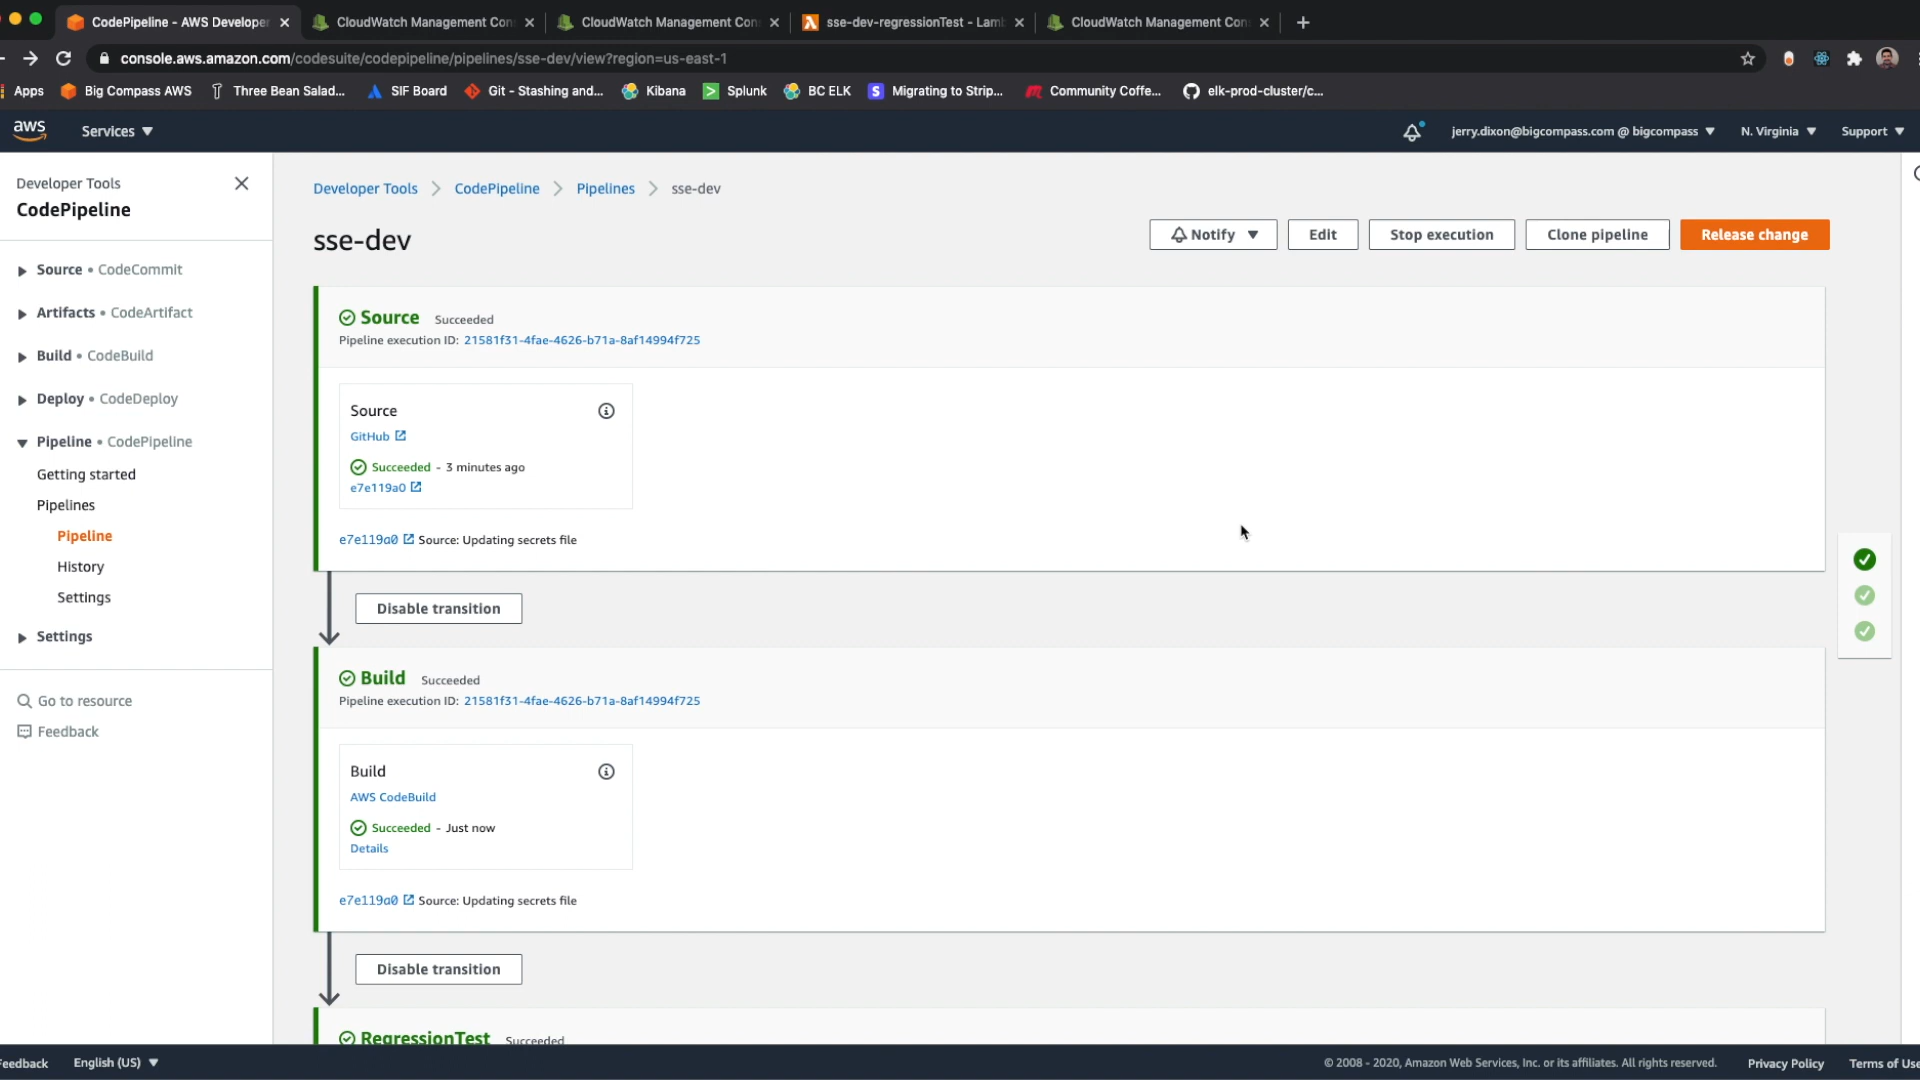 CodePipeline - AWS Developer
CloudWatch Management Con
CloudWatch Management Con
sse-dev-regressionTest - Lamb
CloudWatch Management Con
console.aws.amazon.com/codesuite/codepipeline/pipelines/sse-dev/view?region=us-east-1
Apps
Big Compass AWS
Three Bean Salad...
SIF Board
Git - Stashing and...
Kibana
Splunk
BC ELK
Migrating to Strip...
Community Coffe...
elk-prod-cluster/c...
aws
Services
jerry.dixon@bigcompass.com @ bigcompass
N. Virginia
Support
Developer Tools
CodePipeline
Source • CodeCommit
Artifacts • CodeArtifact
Build • CodeBuild
Deploy • CodeDeploy
Pipeline • CodePipeline
Getting started
Pipelines
Pipeline
History
Settings
Settings
Go to resource
Feedback
Developer Tools
CodePipeline
Pipelines
sse-dev
sse-dev
Notify
Edit
Stop execution
Clone pipeline
Release change
Source Succeeded
Pipeline execution ID: 21581f31-4fae-4626-b71a-8af14994f725
Source
GitHub
Succeeded - 3 minutes ago
e7e119a0
e7e119a0 Source: Updating secrets file
Disable transition
Build Succeeded
Pipeline execution ID: 21581f31-4fae-4626-b71a-8af14994f725
Build
AWS CodeBuild
Succeeded - Just now
Details
e7e119a0 Source: Updating secrets file
Disable transition
RegressionTest Succeeded
Feedback
English (US)
© 2008 - 2020, Amazon Web Services, Inc. or its affiliates. All rights reserved.
Privacy Policy
Terms of Use